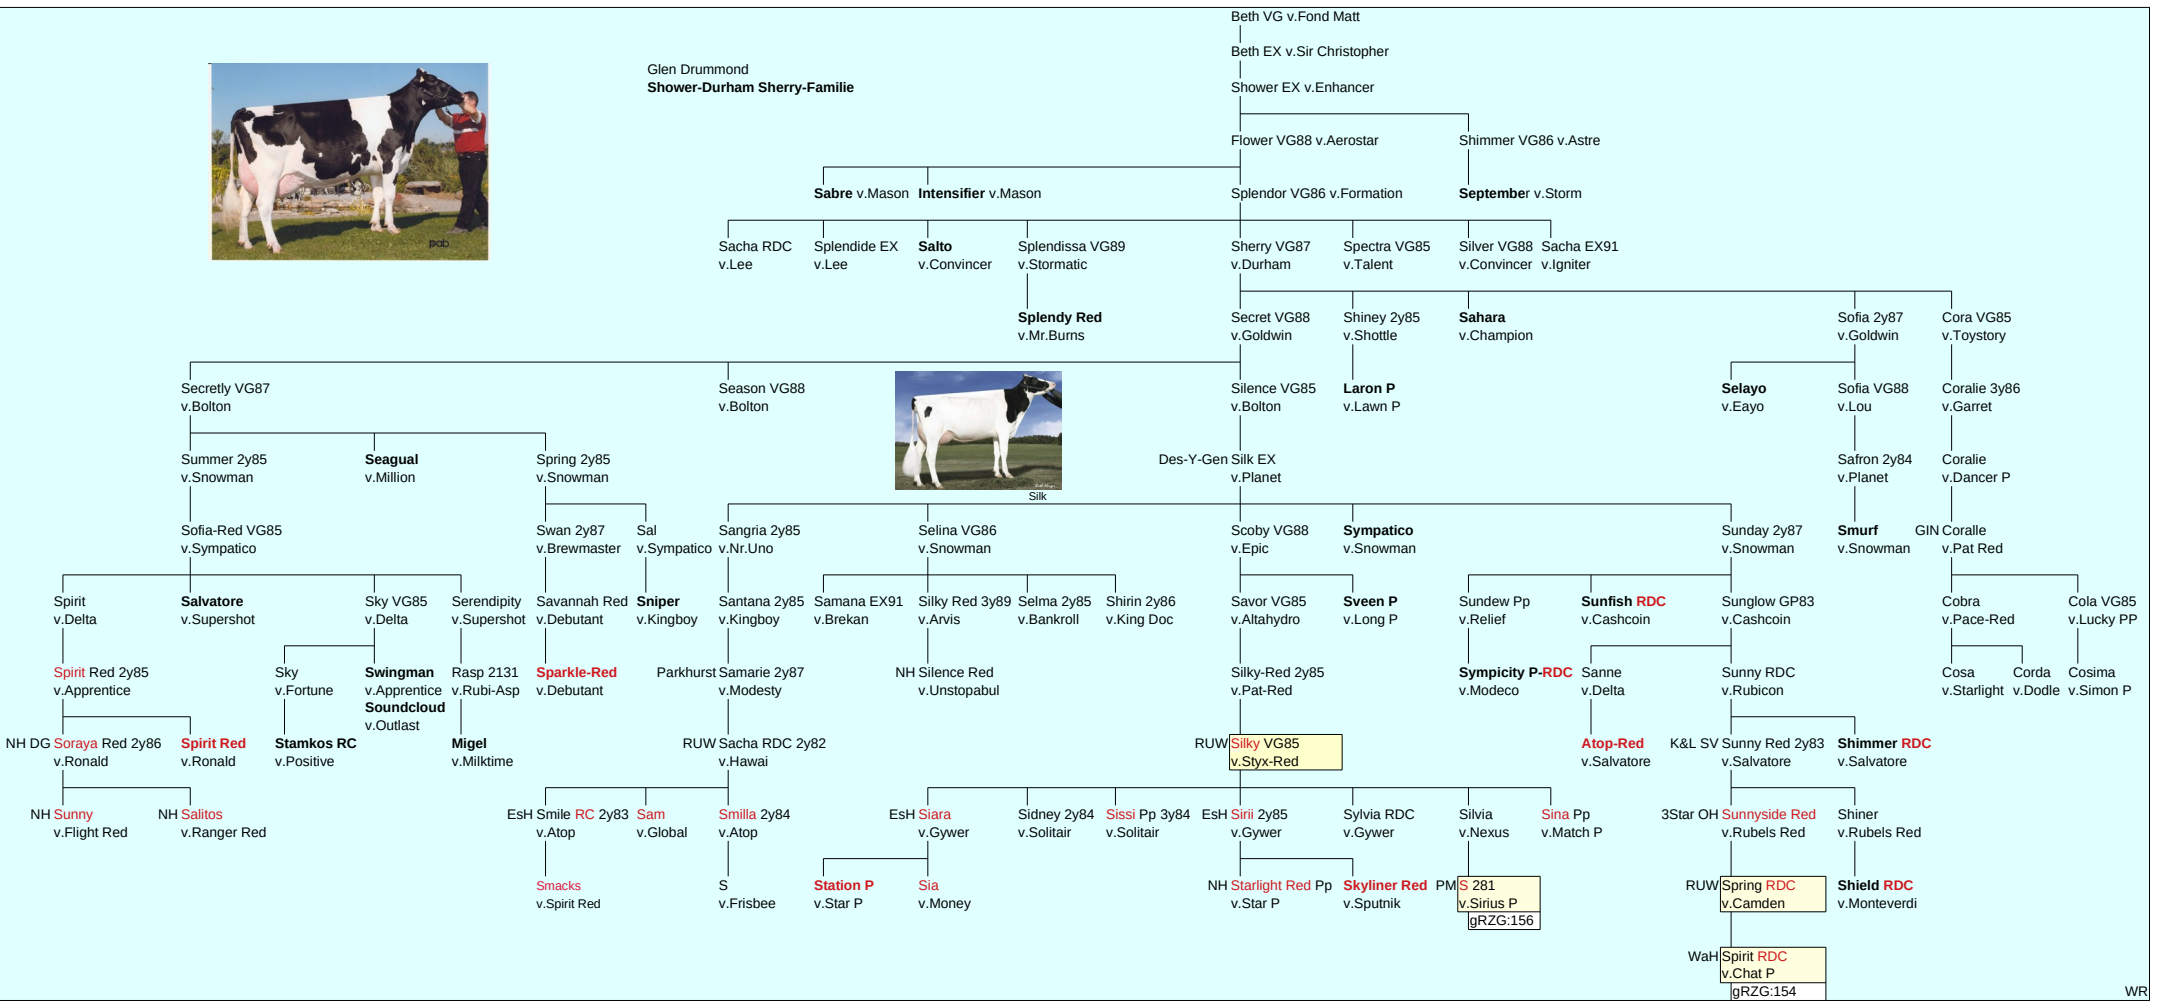 Beth VG v.Fond Matt
Beth EX v.Sir Christopher
Glen Drummond
Shower-Durham Sherry-Familie
Shower EX v.Enhancer
Flower VG88 v.Aerostar
Shimmer VG86 v.Astre
Sabre v.Mason
Intensifier v.Mason
Splendor VG86 v.Formation
September v.Storm
pab
Sacha RDC
v.Lee
Splendide EX
v.Lee
Salto
v.Convincer
Splendissa VG89
v.Stormatic
Sherry VG87
v.Durham
Spectra VG85
v.Talent
Silver VG88
v.Convincer
Sacha EX91
v.Igniter
Splendy Red
v.Mr.Burns
Secret VG88
v.Goldwin
Shiney 2y85
v.Shottle
Sahara
v.Champion
Sofia 2y87
v.Goldwin
Cora VG85
v.Toystory
Secretly VG87
v.Bolton
Season VG88
v.Bolton
Silence VG85
v.Bolton
Laron P
v.Lawn P
Selayo
v.Eayo
Sofia VG88
v.Lou
Coralie 3y86
v.Garret
Summer 2y85
v.Snowman
Seagual
v.Million
Spring 2y85
v.Snowman
Silk
Des-Y-Gen Silk EX
v.Planet
Safron 2y84
v.Planet
Coralie
v.Dancer P
Sofia-Red VG85
v.Sympatico
Swan 2y87
v.Brewmaster
Sal
v.Sympatico
Sangria 2y85
v.Nr.Uno
Selina VG86
v.Snowman
Scoby VG88
v.Epic
Sympatico
v.Snowman
Sunday 2y87
v.Snowman
Smurf
v.Snowman
GIN Coralle
v.Pat Red
Spirit
v.Delta
Salvatore
v.Supershot
Sky VG85
v.Delta
Serendipity
v.Supershot
Savannah Red
v.Debutant
Sniper
v.Kingboy
Santana 2y85
v.Kingboy
Samana EX91
v.Brekan
Silky Red 3y89
v.Arvis
Selma 2y85
v.Bankroll
Shirin 2y86
v.King Doc
Savor VG85
v.Altahydro
Sveen P
v.Long P
Sundew Pp
v.Relief
Sunfish RDC
v.Cashcoin
Sunglow GP83
v.Cashcoin
Cobra
v.Pace-Red
Cola VG85
v.Lucky PP
Spirit Red 2y85
v.Apprentice
Sky
v.Fortune
Swingman
v.Apprentice
Soundcloud
v.Outlast
Rasp 2131
v.Rubi-Asp
Sparkle-Red
v.Debutant
Parkhurst Samarie 2y87
v.Modesty
NH Silence Red
v.Unstopabul
Silky-Red 2y85
v.Pat-Red
Sympicity P-RDC
v.Modeco
Sanne
v.Delta
Sunny RDC
v.Rubicon
Cosa
v.Starlight
Corda
v.Dodle
Cosima
v.Simon P
NH DG Soraya Red 2y86
v.Ronald
Spirit Red
v.Ronald
Stamkos RC
v.Positive
Migel
v.Milktime
RUW Sacha RDC 2y82
v.Hawai
RUW Silky VG85
v.Styx-Red
Atop-Red
v.Salvatore
K&L SV Sunny Red 2y83
v.Salvatore
Shimmer RDC
v.Salvatore
NH Sunny
v.Flight Red
NH Salitos
v.Ranger Red
EsH Smile RC 2y83
v.Atop
Sam
v.Global
Smilla 2y84
v.Atop
EsH Siara
v.Gywer
Sidney 2y84
v.Solitair
Sissi Pp 3y84
v.Solitair
EsH Sirii 2y85
v.Gywer
Sylvia RDC
v.Gywer
Silvia
v.Nexus
Sina Pp
v.Match P
3Star OH Sunnyside Red
v.Rubels Red
Shiner
v.Rubels Red
Smacks
v.Spirit Red
S
v.Frisbee
Station P
v.Star P
Sia
v.Money
NH Starlight Red Pp
v.Star P
Skyliner Red
v.Sputnik
PM S 281
v.Sirius P
gRZG:156
RUW Spring RDC
v.Camden
Shield RDC
v.Monteverdi
WaH Spirit RDC
v.Chat P
gRZG:154
WR